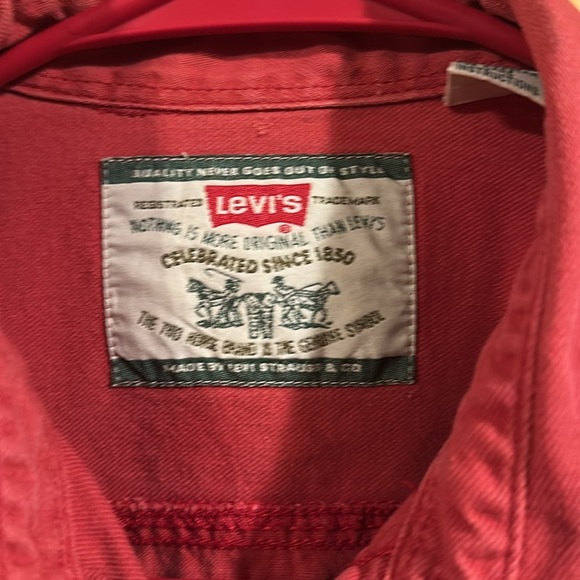 INSTRUCTIONS
QUALITY NEVER GOES OUT OF STYLE
REGISTERED LEVI'S TRADEMARK
®
NOTHING IS MORE ORIGINAL THAN LEVI'S
CELEBRATED SINCE 1850
THE TWO HORSE BRAND IS THE GENUINE SYMBOL
MADE BY LEVI STRAUSS & CO